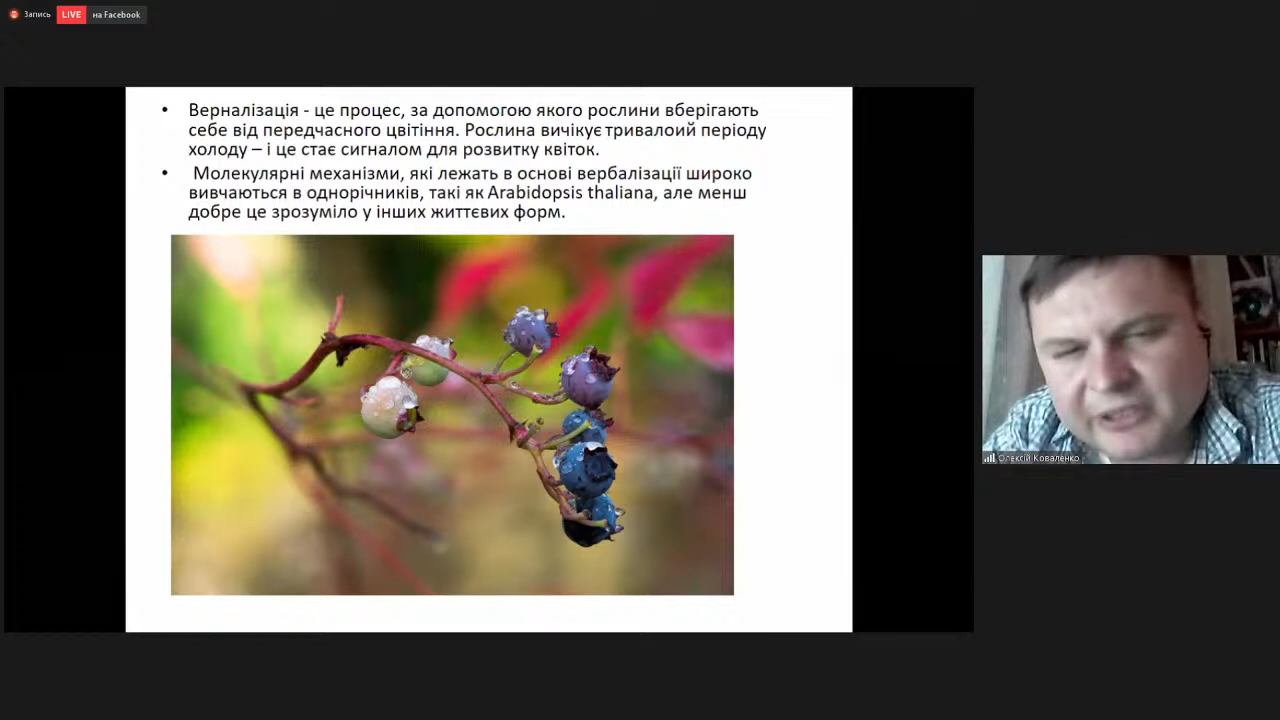 Запись
LIVE на Facebook
• Верналізація - це процес, за допомогою якого рослини вберігають
себе від передчасного цвітіння. Рослина вичікує тривалоий періоду
холоду – і це стає сигналом для розвитку квіток.
• Молекулярні механізми, які лежать в основі вербалізації широко
вивчаються в однорічників, такі як Arabidopsis thaliana, але менш
добре це зрозуміло у інших життєвих форм.
Олексій Коваленко